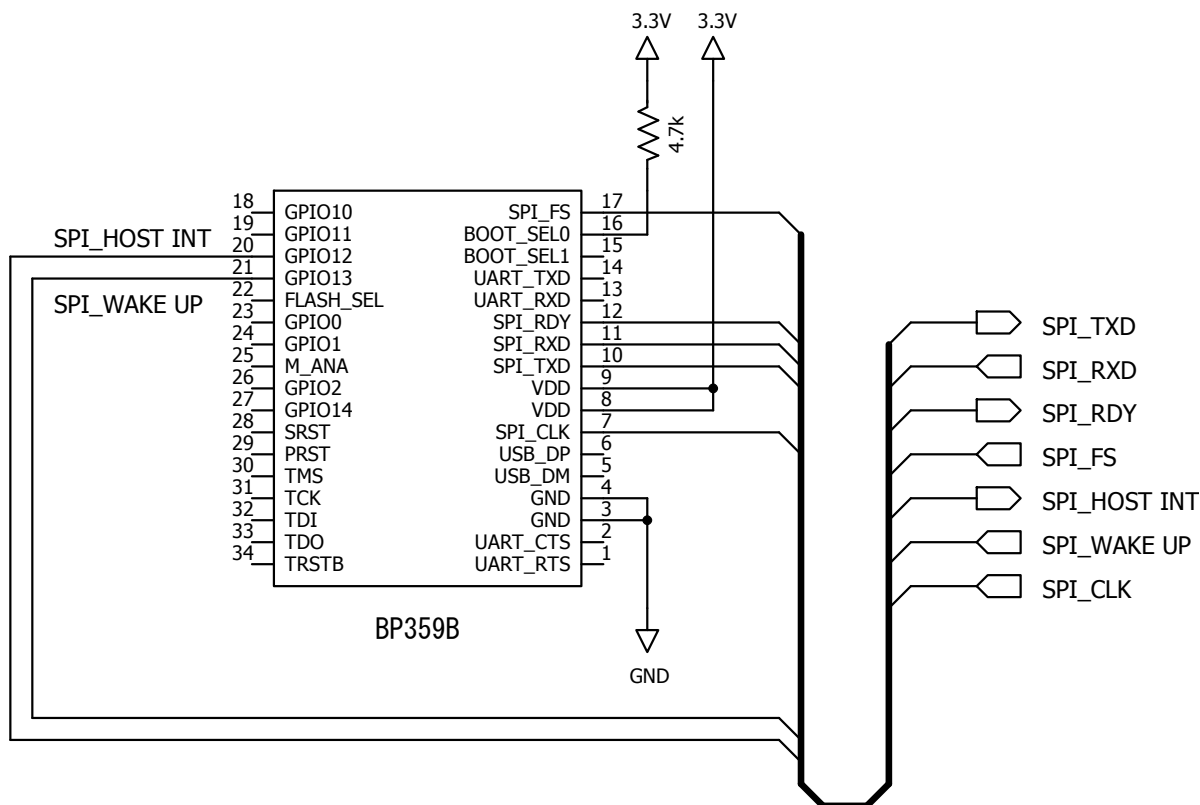 3.3V 3.3V
4.7k
18 GPIO10 SPI_FS 17
19 GPIO11 BOOT_SEL0 16
SPI_HOST INT
20 GPIO12 BOOT_SEL1 15
21 GPIO13 UART_TXD 14
SPI_WAKE UP
22 FLASH_SEL UART_RXD 13
23 GPIO0 SPI_RDY 12
24 GPIO1 SPI_RXD 11
25 M_ANA SPI_TXD 10
26 GPIO2 VDD 9
27 GPIO14 VDD 8
28 SRST SPI_CLK 7
29 PRST USB_DP 6
30 TMS USB_DM 5
31 TCK GND 4
32 TDI GND 3
33 TDO UART_CTS 2
34 TRSTB UART_RTS 1
BP359B
GND
SPI_TXD
SPI_RXD
SPI_RDY
SPI_FS
SPI_HOST INT
SPI_WAKE UP
SPI_CLK